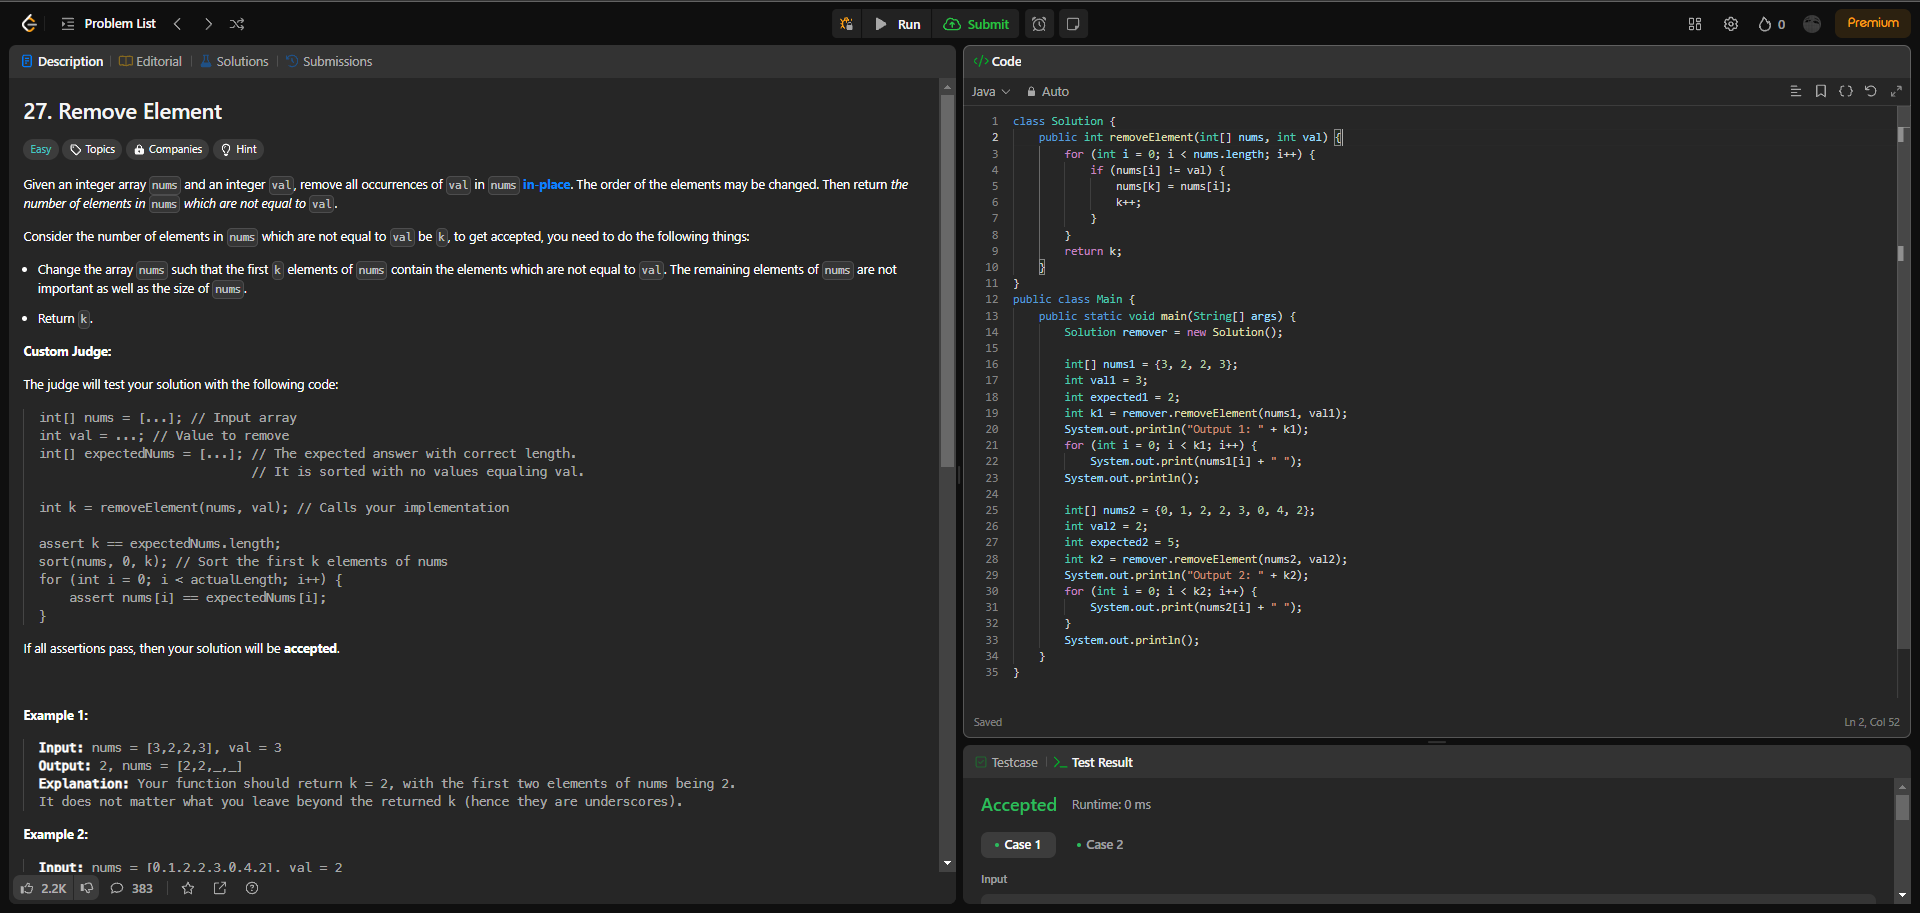 Problem List
Run
Submit
0
Premium
Description
Editorial
Solutions
Submissions
27. Remove Element
Easy
Topics
Companies
Hint
Given an integer array nums and an integer val, remove all occurrences of val in nums in-place. The order of the elements may be changed. Then return the
number of elements in nums which are not equal to val.
Consider the number of elements in nums which are not equal to val be k, to get accepted, you need to do the following things:
• Change the array nums such that the first k elements of nums contain the elements which are not equal to val. The remaining elements of nums are not
important as well as the size of nums.
• Return k.
Custom Judge:
The judge will test your solution with the following code:
int[] nums = [...]; // Input array
int val = ...; // Value to remove
int[] expectedNums = [...]; // The expected answer with correct length.
// It is sorted with no values equaling val.
int k = removeElement(nums, val); // Calls your implementation
assert k == expectedNums.length;
sort(nums, 0, k); // Sort the first k elements of nums
for (int i = 0; i < actualLength; i++) {
assert nums[i] == expectedNums[i];
}
If all assertions pass, then your solution will be accepted.
Example 1:
Input: nums = [3,2,2,3], val = 3
Output: 2, nums = [2,2,_,_]
Explanation: Your function should return k = 2, with the first two elements of nums being 2.
It does not matter what you leave beyond the returned k (hence they are underscores).
Example 2:
Input: nums = [0,1,2,2,3,0,4,2], val = 2
2.2K
383
</> Code
Java
Auto
1 class Solution {
2 public int removeElement(int[] nums, int val) {
3 for (int i = 0; i < nums.length; i++) {
4 if (nums[i] != val) {
5 nums[k] = nums[i];
6 k++;
7 }
8 }
9 return k;
10 }
11 }
12 public class Main {
13 public static void main(String[] args) {
14 Solution remover = new Solution();
15
16 int[] nums1 = {3, 2, 2, 3};
17 int val1 = 3;
18 int expected1 = 2;
19 int k1 = remover.removeElement(nums1, val1);
20 System.out.println("Output 1: " + k1);
21 for (int i = 0; i < k1; i++) {
22 System.out.print(nums1[i] + " ");
23 System.out.println();
24
25 int[] nums2 = {0, 1, 2, 2, 3, 0, 4, 2};
26 int val2 = 2;
27 int expected2 = 5;
28 int k2 = remover.removeElement(nums2, val2);
29 System.out.println("Output 2: " + k2);
30 for (int i = 0; i < k2; i++) {
31 System.out.print(nums2[i] + " ");
32 }
33 System.out.println();
34 }
35 }
Saved
Ln 2, Col 52
Testcase
Test Result
Accepted
Runtime: 0 ms
• Case 1
• Case 2
Input